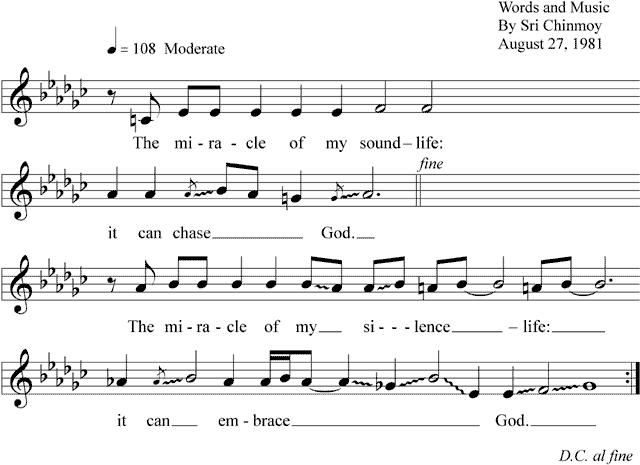 Words and Music
By Sri Chinmoy
August 27, 1981
= 108 Moderate
The mi - ra - cle of my sound – life:
fine
it can chase God.
The mi - ra - cle of my si - - - lence – life:
it can em - brace God.
D.C. al fine